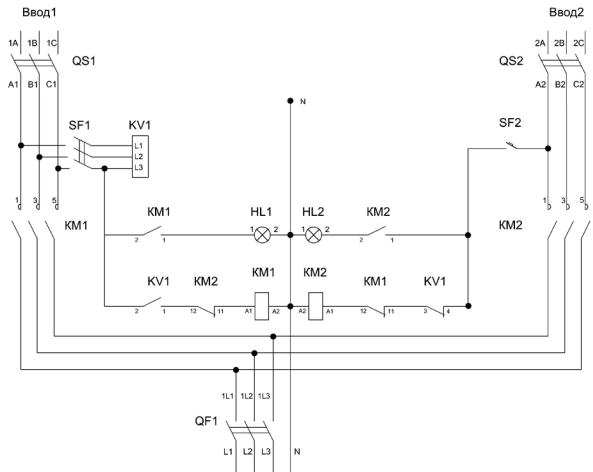 Ввод1 Ввод2
1A 1B 1C 2A 2B 2C
QS1 QS2
A1 B1 C1 A2 B2 C2
N
SF1 KV1 SF2
L1
L2
L3
1 3 5 KM1 HL1 HL2 KM2 1 3 5
KM1 KM2
2 1 1 2 1 2 2 1
KV1 KM2 KM1 KM2 KM1 KV1
2 1 12 11 A1 A2 A2 A1 12 11 3 4
1L1 1L2 1L3
QF1
L1 L2 L3 N